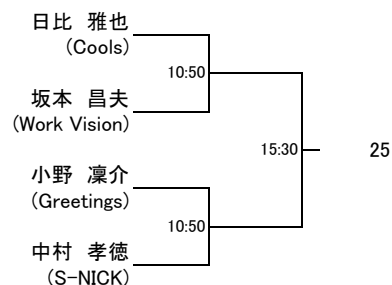 日比 雅也
(Cools)
10:50
坂本 昌夫
(Work Vision)
15:30
25
小野 凜介
(Greetings)
10:50
中村 孝徳
(S-NICK)